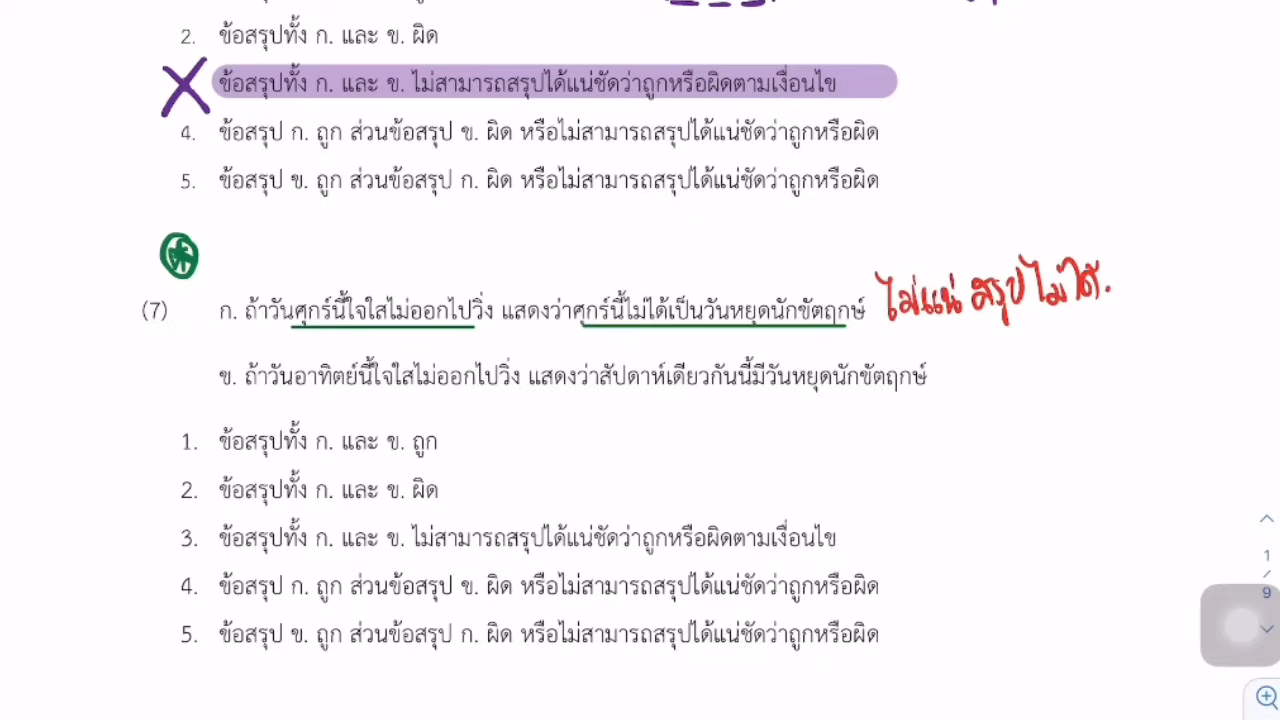 2. ข้อสรุปทั้ง ก. และ ข. ผิด
ข้อสรุปทั้ง ก. และ ข. ไม่สามารถสรุปได้แน่ชัดว่าถูกหรือผิดตามเงื่อนไข
4. ข้อสรุป ก. ถูก ส่วนข้อสรุป ข. ผิด หรือไม่สามารถสรุปได้แน่ชัดว่าถูกหรือผิด
5. ข้อสรุป ข. ถูก ส่วนข้อสรุป ก. ผิด หรือไม่สามารถสรุปได้แน่ชัดว่าถูกหรือผิด
(7) ก. ถ้าวันศุกร์นี้ใจใสไม่ออกไปวิ่ง แสดงว่าศุกร์นี้ไม่ได้เป็นวันหยุดนักขัตฤกษ์ ไม่แน่ สรุปไม่ได้.
ข. ถ้าวันอาทิตย์นี้ใจใสไม่ออกไปวิ่ง แสดงว่าสัปดาห์เดียวกันนี้มีวันหยุดนักขัตฤกษ์
1. ข้อสรุปทั้ง ก. และ ข. ถูก
2. ข้อสรุปทั้ง ก. และ ข. ผิด
3. ข้อสรุปทั้ง ก. และ ข. ไม่สามารถสรุปได้แน่ชัดว่าถูกหรือผิดตามเงื่อนไข
4. ข้อสรุป ก. ถูก ส่วนข้อสรุป ข. ผิด หรือไม่สามารถสรุปได้แน่ชัดว่าถูกหรือผิด
5. ข้อสรุป ข. ถูก ส่วนข้อสรุป ก. ผิด หรือไม่สามารถสรุปได้แน่ชัดว่าถูกหรือผิด
1
/
9